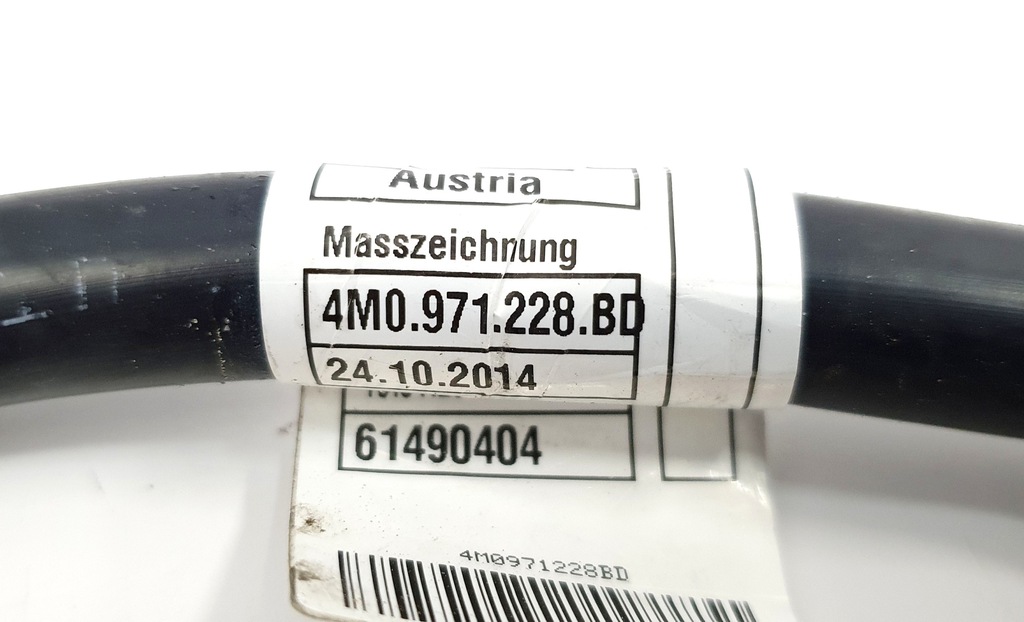 Austria
Masszeichnung
4M0.971.228.BD
24.10.2014
61490404
4M0971228BD